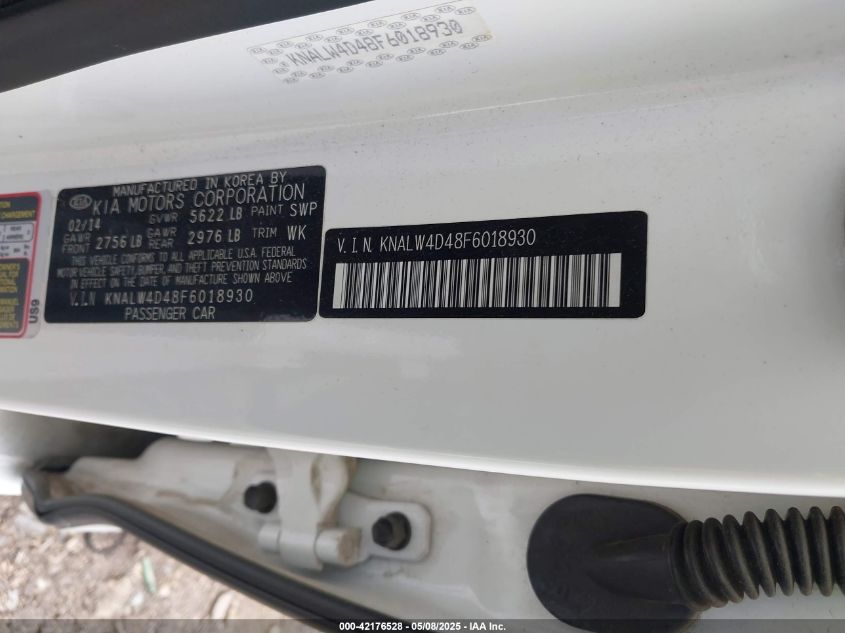 KNALW4D48F6018930
MANUFACTURED IN KOREA BY
KIA MOTORS CORPORATION
02/14 GVWR 5622 LB PAINT SWP
GAWR FRONT 2756 LB GAWR REAR 2976 LB TRIM WK
THIS VEHICLE CONFORMS TO ALL APPLICABLE U.S.A. FEDERAL
MOTOR VEHICLE SAFETY, BUMPER, AND THEFT PREVENTION STANDARDS
IN EFFECT ON THE DATE OF MANUFACTURE SHOWN ABOVE
V.I.N KNALW4D48F6018930
PASSENGER CAR
V.I.N KNALW4D48F6018930
US9
000-42176528 - 05/08/2025 - IAA Inc.